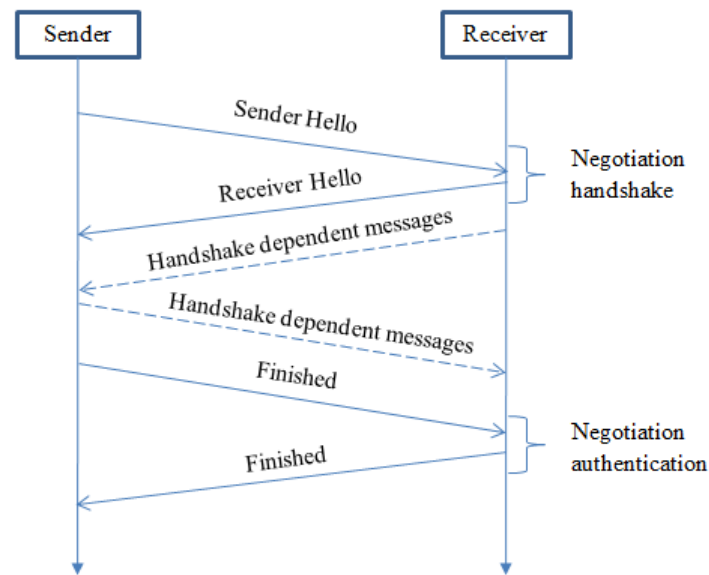 Sender
Receiver
Sender Hello
Negotiation
handshake
Receiver Hello
Handshake dependent messages
Handshake dependent messages
Finished
Negotiation
authentication
Finished